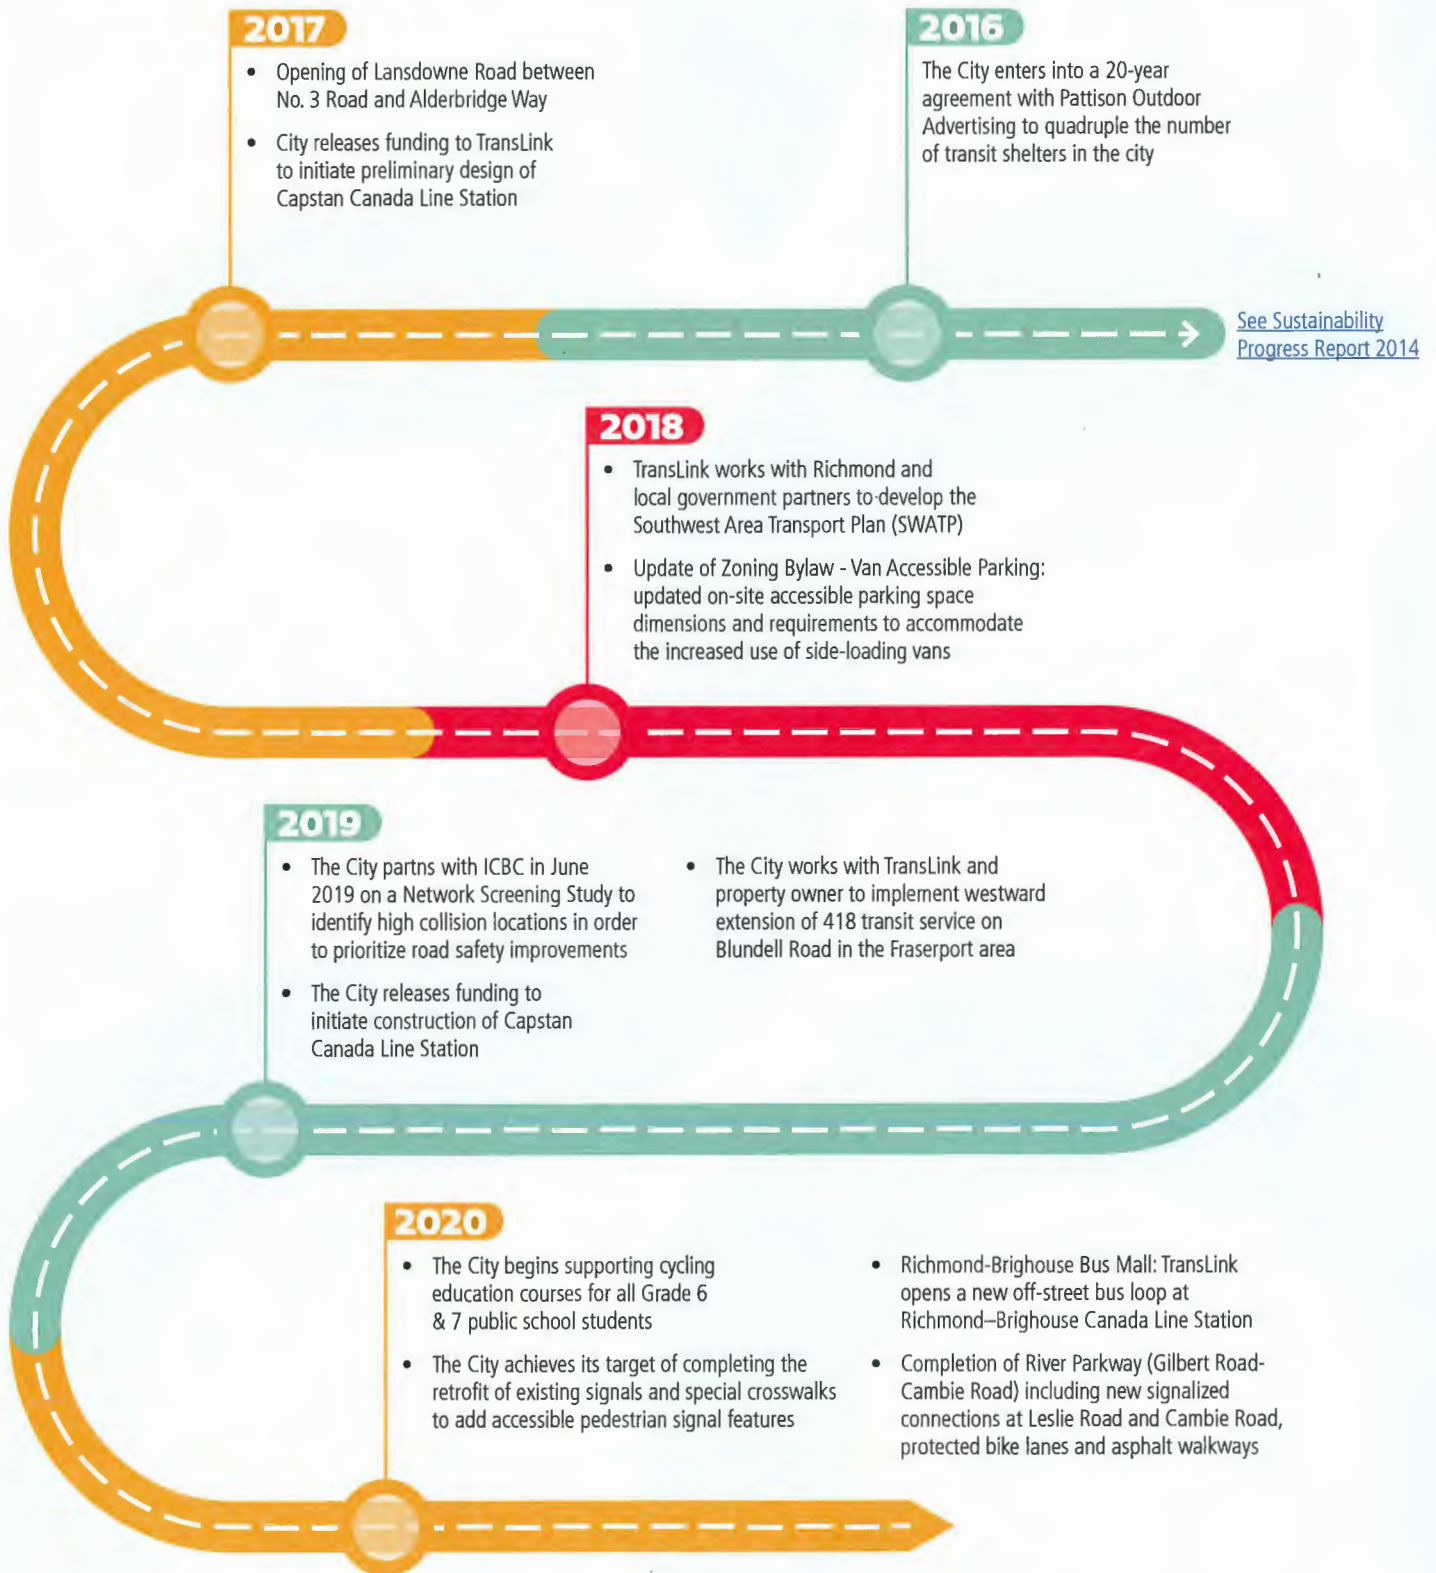 2017
• Opening of Lansdowne Road between
No. 3 Road and Alderbridge Way
• City releases funding to TransLink
to initiate preliminary design of
Capstan Canada Line Station
2016
The City enters into a 20-year
agreement with Pattison Outdoor
Advertising to quadruple the number
of transit shelters in the city
See Sustainability
Progress Report 2014
2018
• TransLink works with Richmond and
local government partners to develop the
Southwest Area Transport Plan (SWATP)
• Update of Zoning Bylaw - Van Accessible Parking:
updated on-site accessible parking space
dimensions and requirements to accommodate
the increased use of side-loading vans
2019
• The City partns with ICBC in June
2019 on a Network Screening Study to
identify high collision locations in order
to prioritize road safety improvements
• The City releases funding to
initiate construction of Capstan
Canada Line Station
• The City works with TransLink and
property owner to implement westward
extension of 418 transit service on
Blundell Road in the Fraserport area
2020
• The City begins supporting cycling
education courses for all Grade 6
& 7 public school students
• The City achieves its target of completing the
retrofit of existing signals and special crosswalks
to add accessible pedestrian signal features
• Richmond-Brighouse Bus Mall: TransLink
opens a new off-street bus loop at
Richmond–Brighouse Canada Line Station
• Completion of River Parkway (Gilbert Road-
Cambie Road) including new signalized
connections at Leslie Road and Cambie Road,
protected bike lanes and asphalt walkways